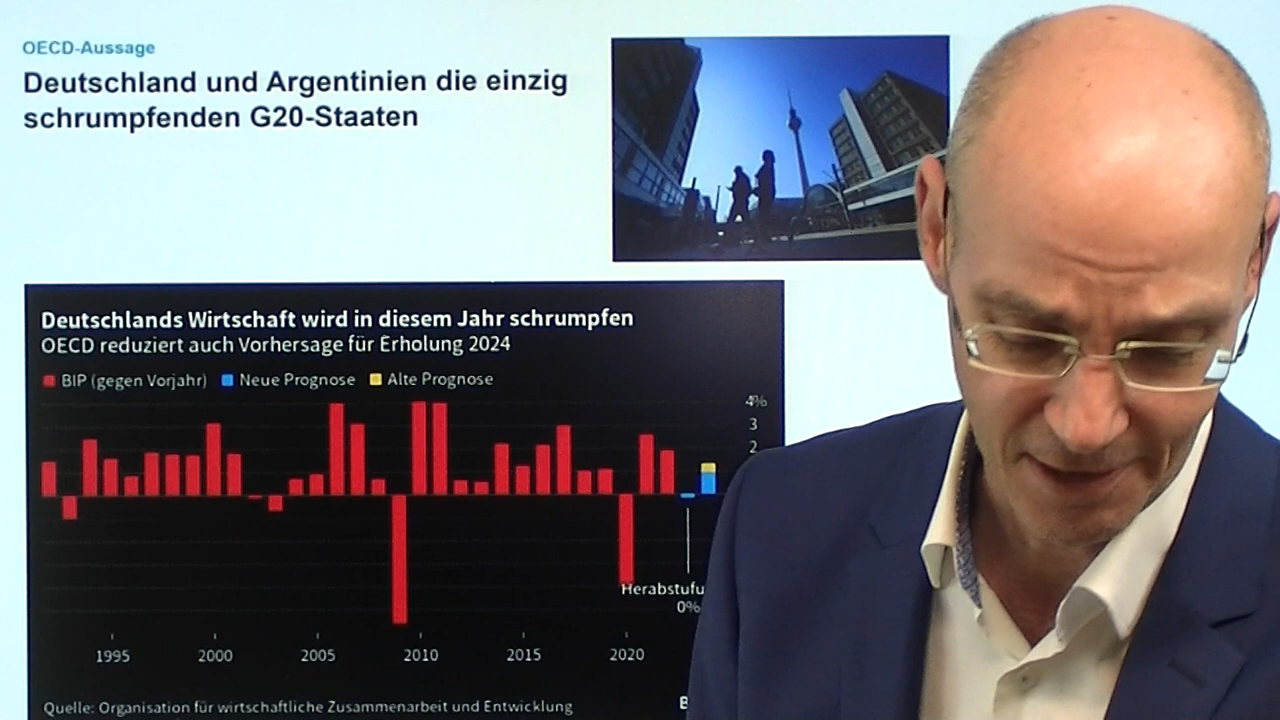 OECD-Aussage
Deutschland und Argentinien die einzig
schrumpfenden G20-Staaten
Deutschlands Wirtschaft wird in diesem Jahr schrumpfen
OECD reduziert auch Vorhersage für Erholung 2024
BIP (gegen Vorjahr) Neue Prognose Alte Prognose
4%
3
2
0%
1995 2000 2005 2010 2015 2020
Quelle: Organisation für wirtschaftliche Zusammenarbeit und Entwicklung